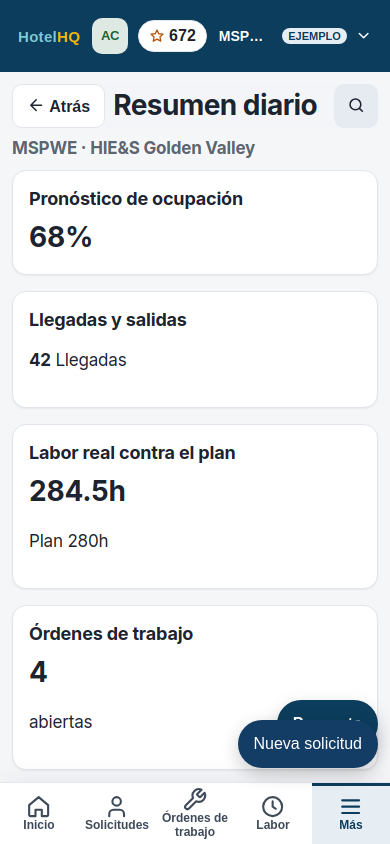 HotelHQ AC 672 MSP… EJEMPLO
Atrás Resumen diario
MSPWE · HIE&S Golden Valley
Pronóstico de ocupación
68%
Llegadas y salidas
42 Llegadas
Labor real contra el plan
284.5h
Plan 280h
Órdenes de trabajo
4
abiertas
Nueva solicitud
Inicio
Solicitudes
Órdenes de
trabajo
Labor
Más